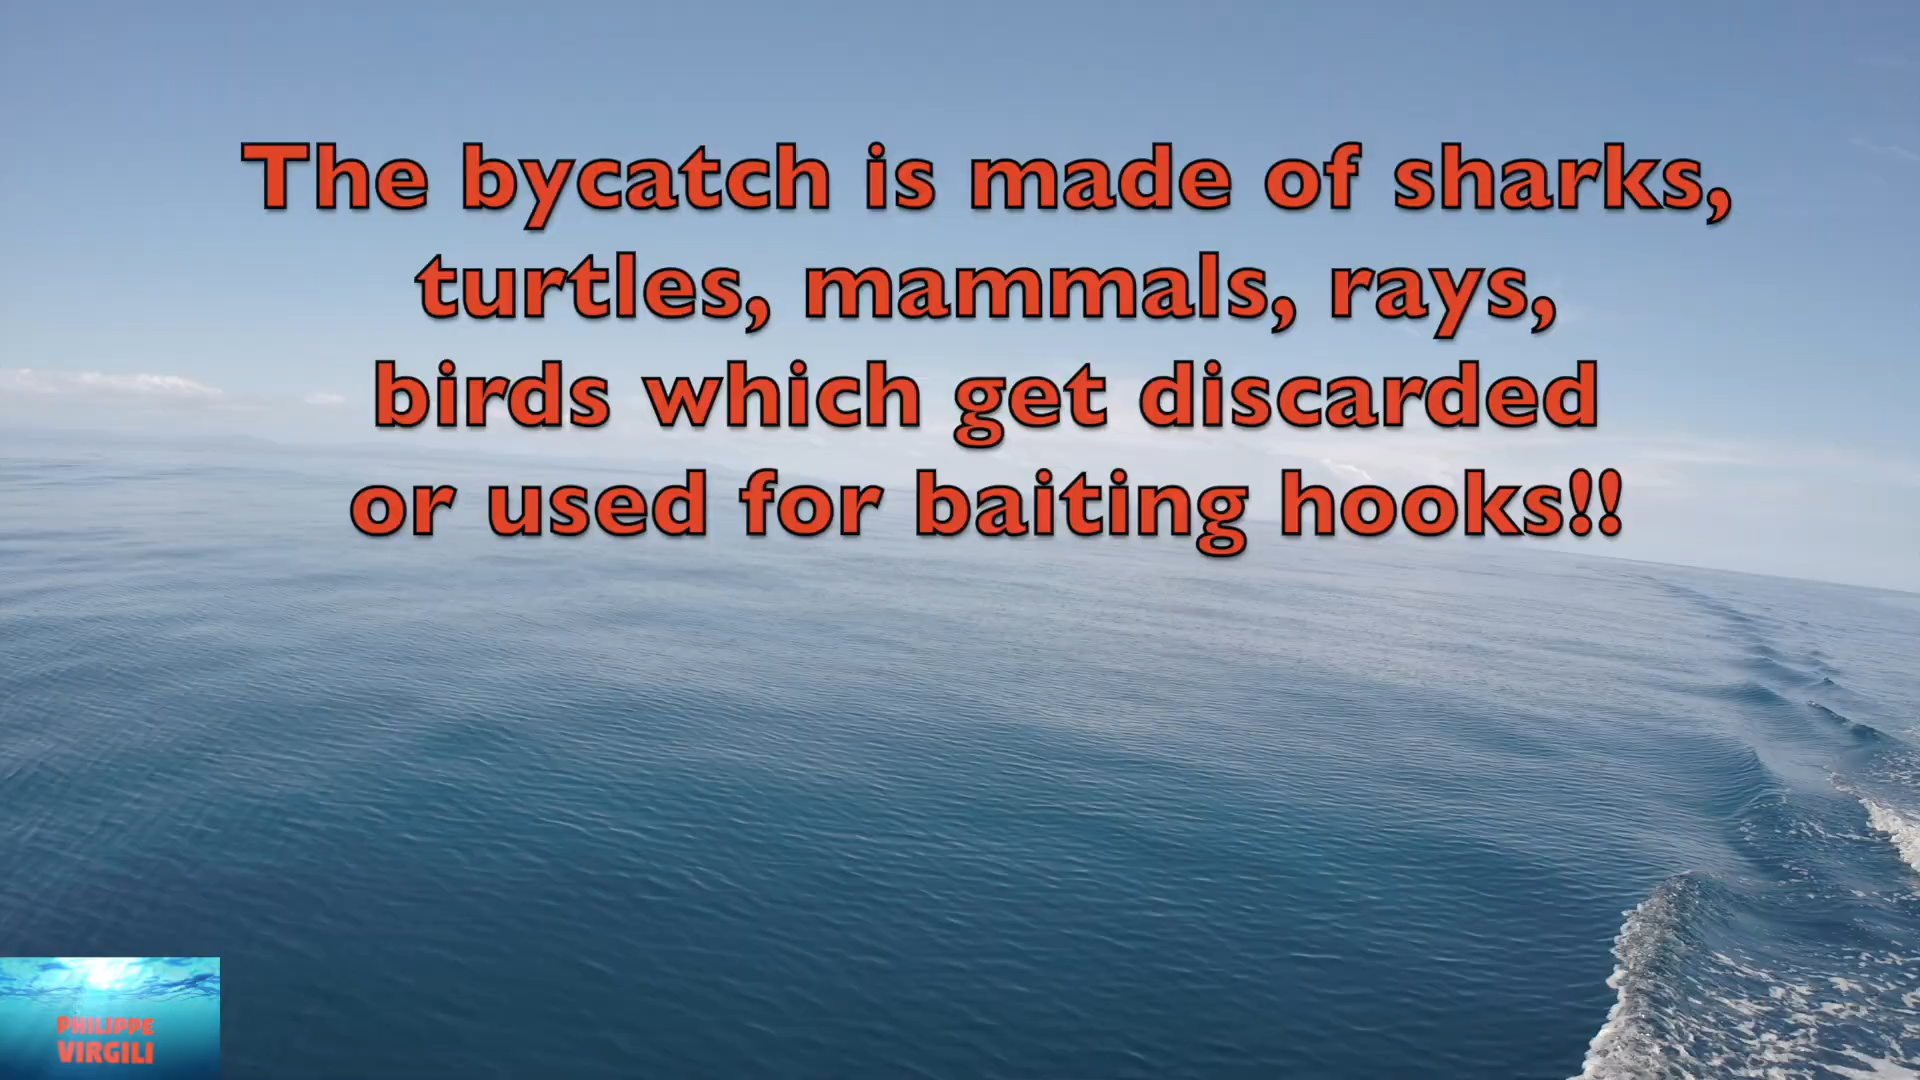 The bycatch is made of sharks,
turtles, mammals, rays,
birds which get discarded
or used for baiting hooks!!
PHILIPPE
VIRGILI